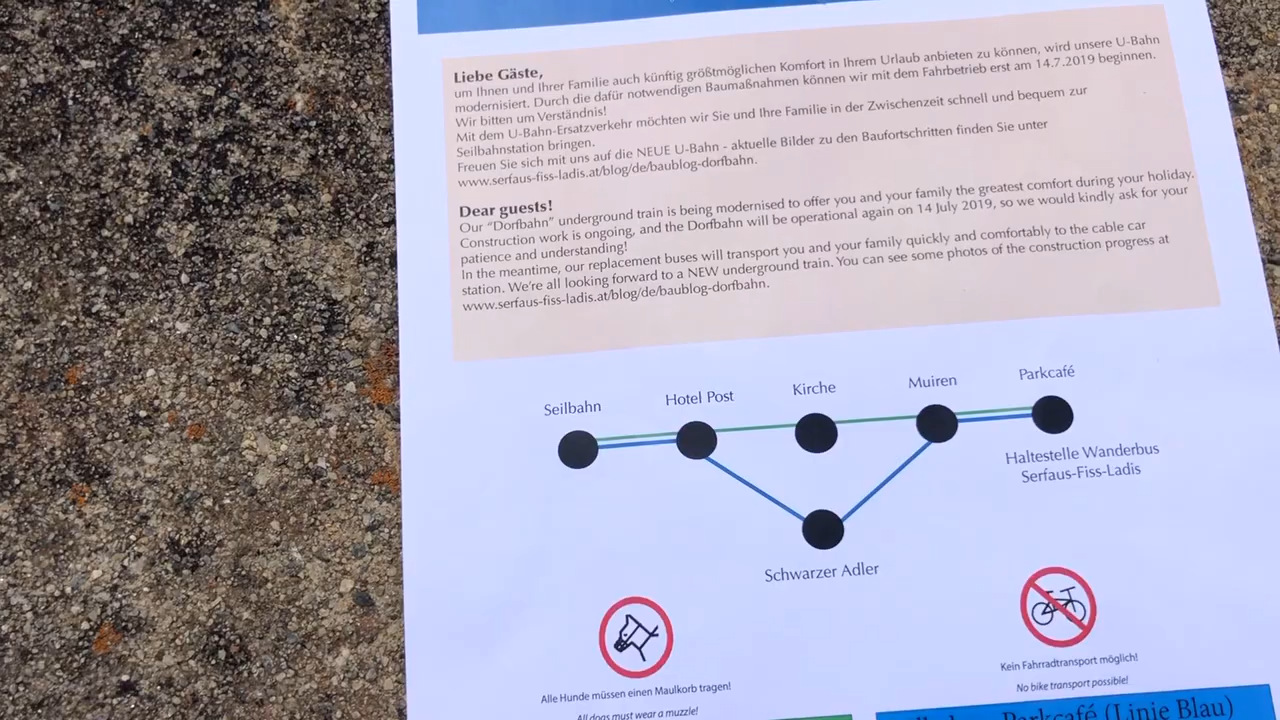 Liebe Gäste,
um Ihnen und Ihrer Familie auch künftig größtmöglichen Komfort in Ihrem Urlaub anbieten zu können, wird unsere U-Bahn
modernisiert. Durch die dafür notwendigen Baumaßnahmen können wir mit dem Fahrbetrieb erst am 14.7.2019 beginnen.
Wir bitten um Verständnis!
Mit dem U-Bahn-Ersatzverkehr möchten wir Sie und Ihre Familie in der Zwischenzeit schnell und bequem zur
Seilbahnstation bringen.
Freuen Sie sich mit uns auf die NEUE U-Bahn - aktuelle Bilder zu den Baufortschritten finden Sie unter
www.serfaus-fiss-ladis.at/blog/de/baublog-dorfbahn.
Dear guests!
Our “Dorfbahn” underground train is being modernised to offer you and your family the greatest comfort during your holiday.
Construction work is ongoing, and the Dorfbahn will be operational again on 14 July 2019, so we would kindly ask for your
patience and understanding!
In the meantime, our replacement buses will transport you and your family quickly and comfortably to the cable car
station. We’re all looking forward to a NEW underground train. You can see some photos of the construction progress at
www.serfaus-fiss-ladis.at/blog/de/baublog-dorfbahn.
Seilbahn
Hotel Post
Kirche
Muiren
Parkcafé
Haltestelle Wanderbus
Serfaus-Fiss-Ladis
Schwarzer Adler
Alle Hunde müssen einen Maulkorb tragen!
All dogs must wear a muzzle!
Kein Fahrradtransport möglich!
No bike transport possible!
Parkcafé (Linie Blau)